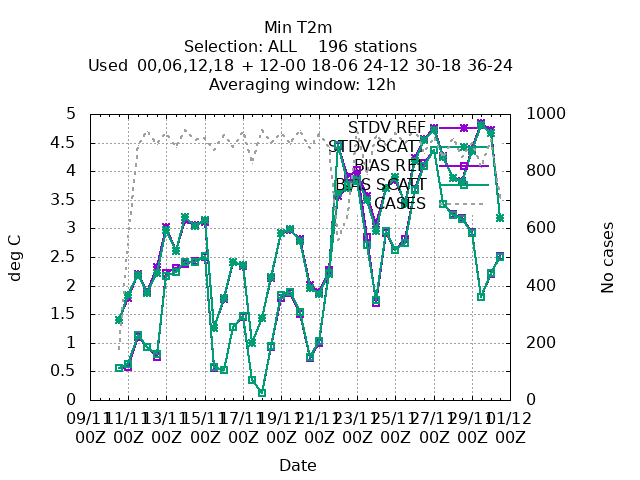 Min T2m
Selection: ALL    196 stations
Used  00,06,12,18  + 12-00 18-06 24-12 30-18 36-24
Averaging window: 12h
5
4.5
4
3.5
3
2.5
2
1.5
1
0.5
0
deg C
1000
800
600
400
200
0
No cases
STDV REF
STDV SCATT
BIAS REF
BIAS SCATT
CASES
09/11 11/11 13/11 15/11 17/11 19/11 21/11 23/11 25/11 27/11 29/11 01/12
00Z 00Z 00Z 00Z 00Z 00Z 00Z 00Z 00Z 00Z 00Z 00Z
Date